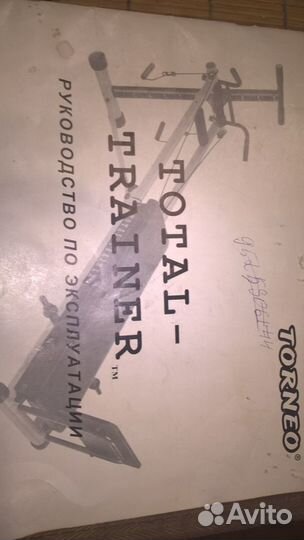 TORNEO®
TOTAL-
TRAINER™
РУКОВОДСТВО ПО ЭКСПЛУАТАЦИИ
Avito